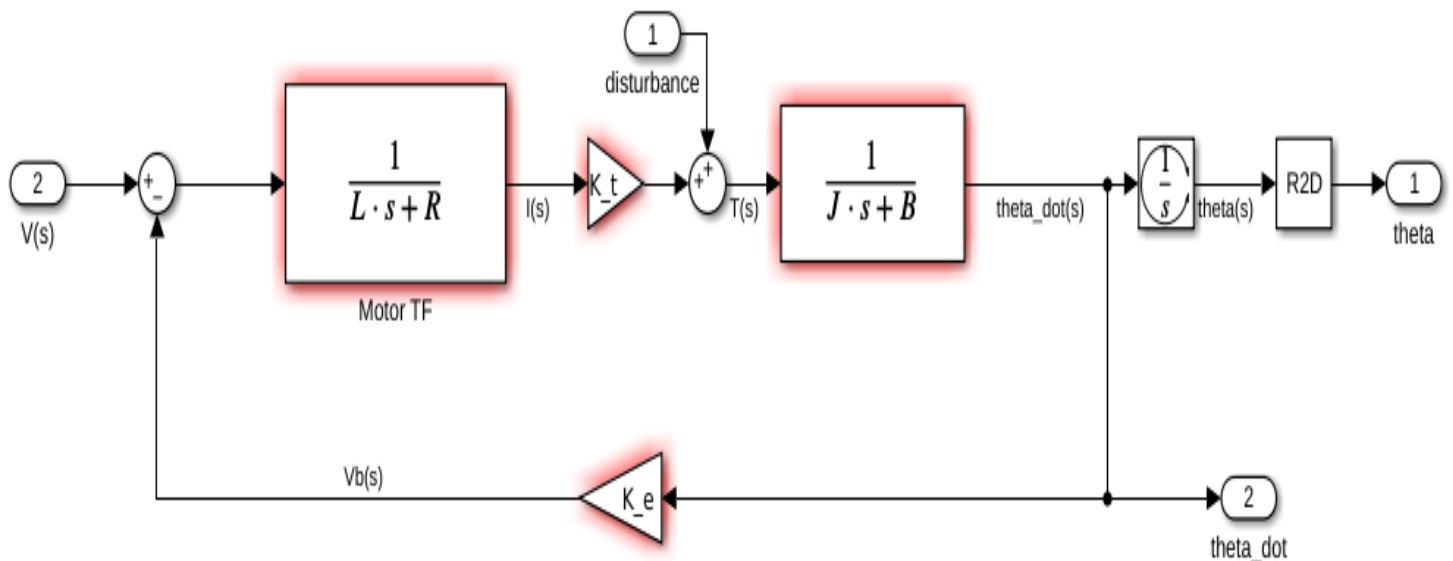 1
disturbance
2
V(s)
+
-
1
L · s + R
Motor TF
I(s)
K_t
+
+
T(s)
1
J · s + B
theta_dot(s)
1
s
theta(s)
R2D
1
theta
Vb(s)
K_e
2
theta_dot